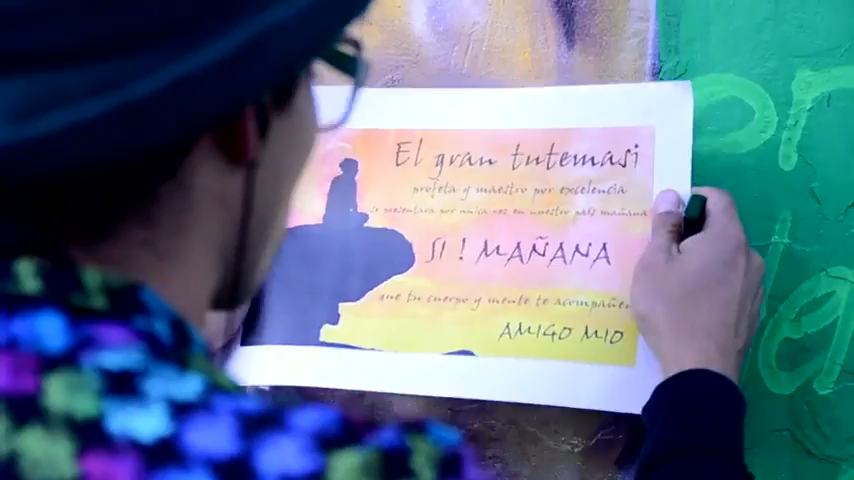 El gran tutemasi
profeta y maestro por excelencia
se presentara por unica vez en nuestro pais mañana
SI ! MAÑANA
que tu cuerpo y mente te acompañen
AMIGO MIO